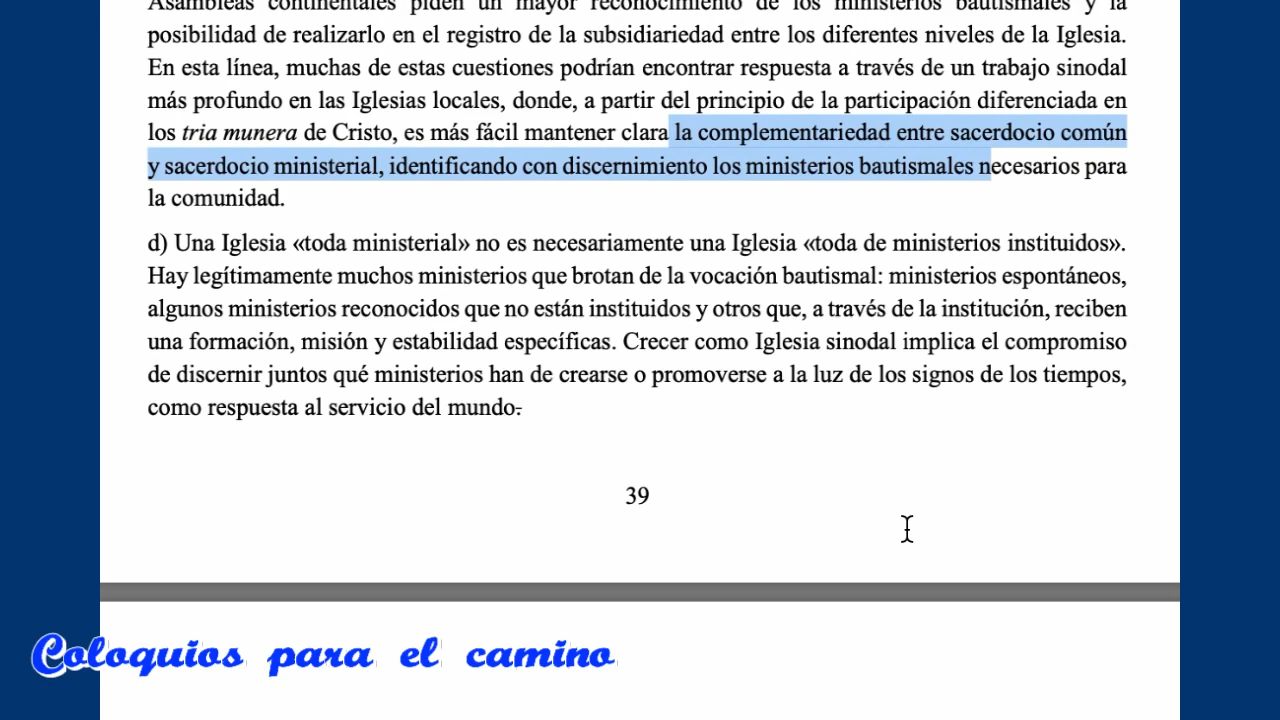 Asambleas continentales piden un mayor reconocimiento de los ministerios bautismales y la
posibilidad de realizarlo en el registro de la subsidiariedad entre los diferentes niveles de la Iglesia.
En esta línea, muchas de estas cuestiones podrían encontrar respuesta a través de un trabajo sinodal
más profundo en las Iglesias locales, donde, a partir del principio de la participación diferenciada en
los tria munera de Cristo, es más fácil mantener clara la complementariedad entre sacerdocio común
y sacerdocio ministerial, identificando con discernimiento los ministerios bautismales necesarios para
la comunidad.
d) Una Iglesia «toda ministerial» no es necesariamente una Iglesia «toda de ministerios instituidos».
Hay legítimamente muchos ministerios que brotan de la vocación bautismal: ministerios espontáneos,
algunos ministerios reconocidos que no están instituidos y otros que, a través de la institución, reciben
una formación, misión y estabilidad específicas. Crecer como Iglesia sinodal implica el compromiso
de discernir juntos qué ministerios han de crearse o promoverse a la luz de los signos de los tiempos,
como respuesta al servicio del mundo.
39
Coloquios para el camino